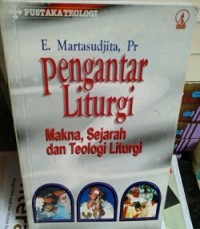 PUSTAKA TEOLOGI
E. Martasudjita, Pr
Pengantar
Liturgi
Makna, Sejarah
dan Teologi Liturgi